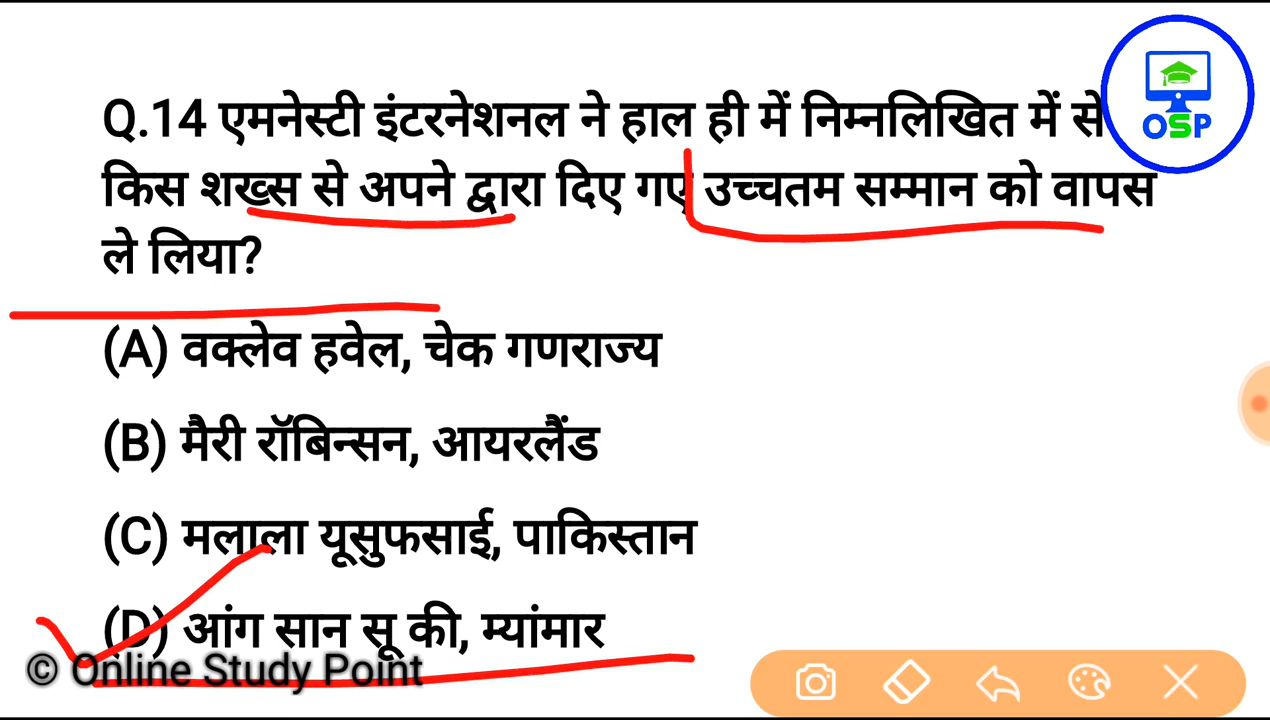 Q.14 एमनेस्टी इंटरनेशनल ने हाल ही में निम्नलिखित में से
किस शख्स से अपने द्वारा दिए गए उच्चतम सम्मान को वापस
ले लिया?
OSP
(A) वक्लेव हवेल, चेक गणराज्य
(B) मैरी रॉबिन्सन, आयरलैंड
(C) मलाला यूसुफसाई, पाकिस्तान
(D) आंग सान सू की, म्यांमार
© Online Study Point